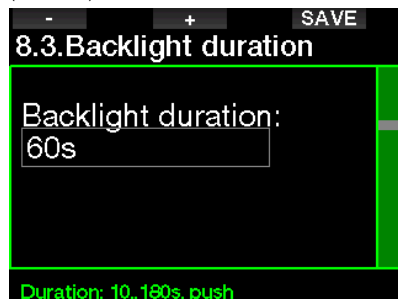 - + SAVE
8.3.Backlight duration
Backlight duration:
60s
Duration: 10..180s, push